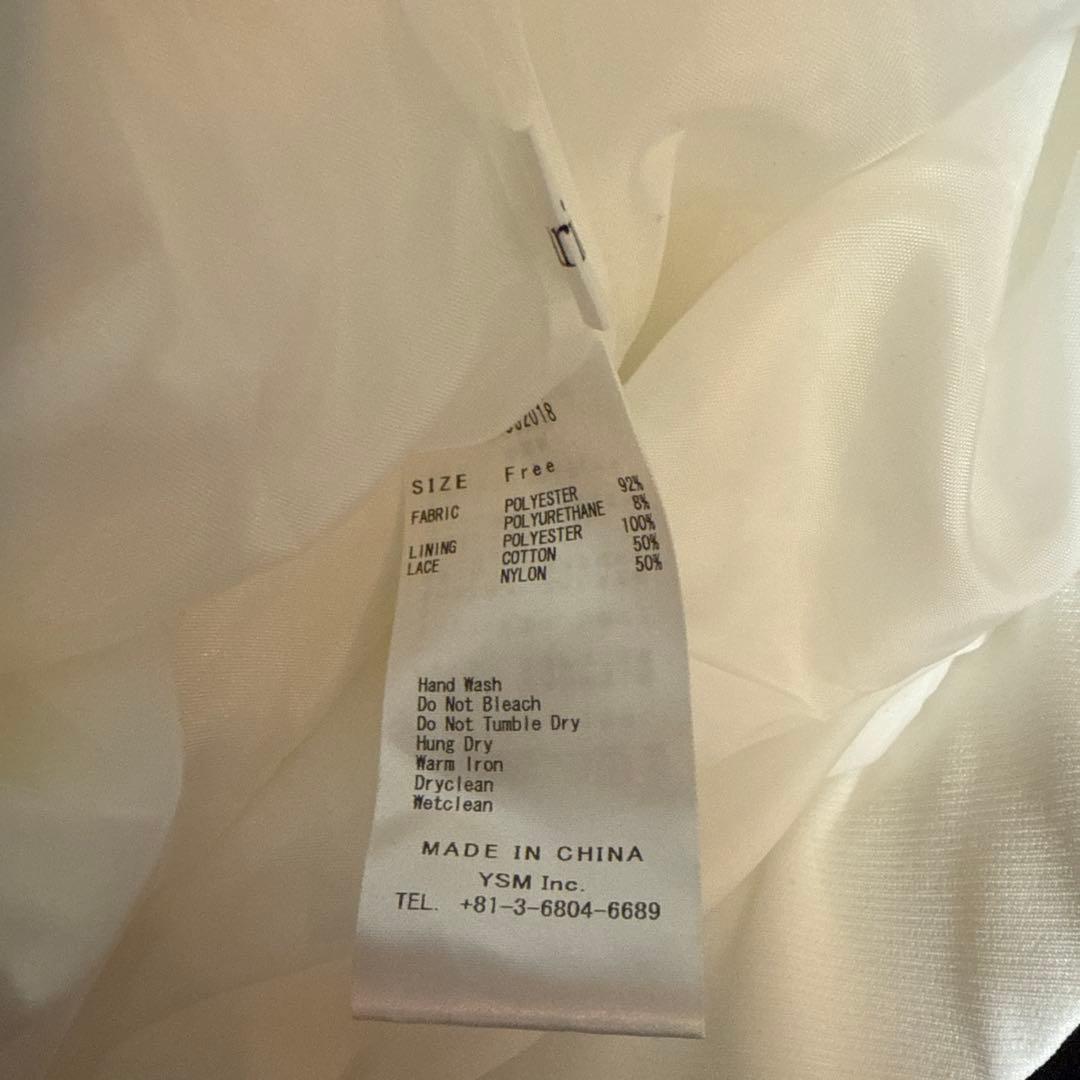 SIZE Free
FABRIC POLYESTER 92%
POLYURETHANE 8%
LINING POLYESTER 100%
LACE COTTON 50%
NYLON 50%
Hand Wash
Do Not Bleach
Do Not Tumble Dry
Hung Dry
Warm Iron
Dryclean
Wetclean
MADE IN CHINA
YSM Inc.
TEL. +81-3-6804-6689